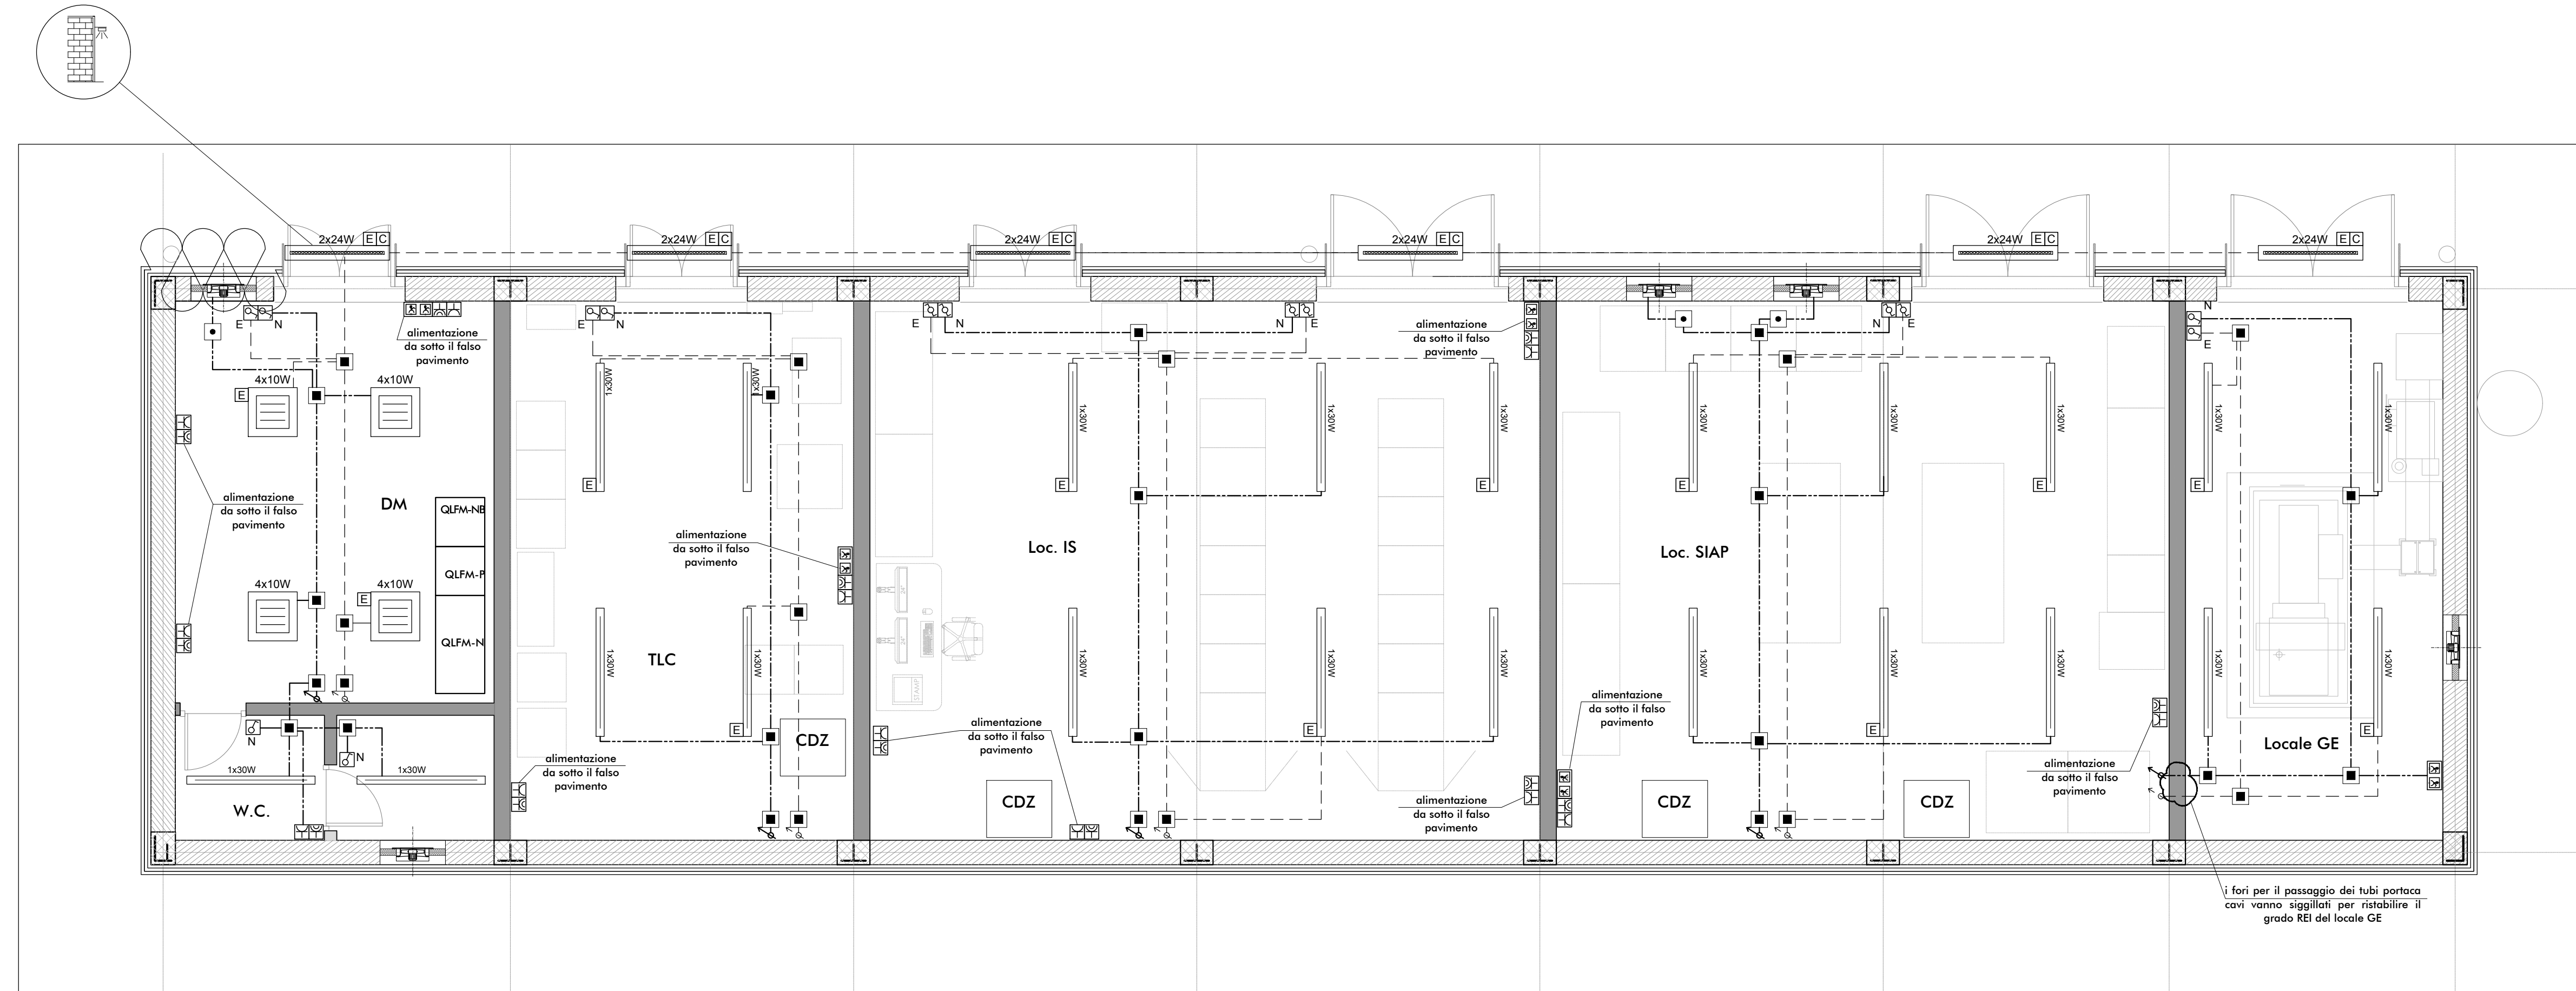 2x24W E C
2x24W E C
2x24W E C
2x24W E C
2x24W E C
2x24W E C
E N
alimentazione
da sotto il falso
pavimento
4x10W
4x10W
E
DM
alimentazione
da sotto il falso
pavimento
QLFM-NB
QLFM-P
QLFM-N
4x10W
4x10W
E
N
N
1x30W
1x30W
W.C.
E N
1x30W
1x30W
E
alimentazione
da sotto il falso
pavimento
TLC
1x30W
1x30W
E
CDZ
alimentazione
da sotto il falso
pavimento
E N
N E
alimentazione
da sotto il falso
pavimento
1x30W
1x30W
1x30W
E
E
Loc. IS
24"
24"
1x30W
1x30W
1x30W
E
alimentazione
da sotto il falso
pavimento
CDZ
alimentazione
da sotto il falso
pavimento
N E
1x30W
1x30W
1x30W
E
E
Loc. SIAP
1x30W
1x30W
1x30W
E
alimentazione
da sotto il falso
pavimento
CDZ
CDZ
alimentazione
da sotto il falso
pavimento
N
E
1x30W
1x30W
E
1x30W
1x30W
E
Locale GE
i fori per il passaggio dei tubi portaca
cavi vanno siggillati per ristabilire il
grado REI del locale GE